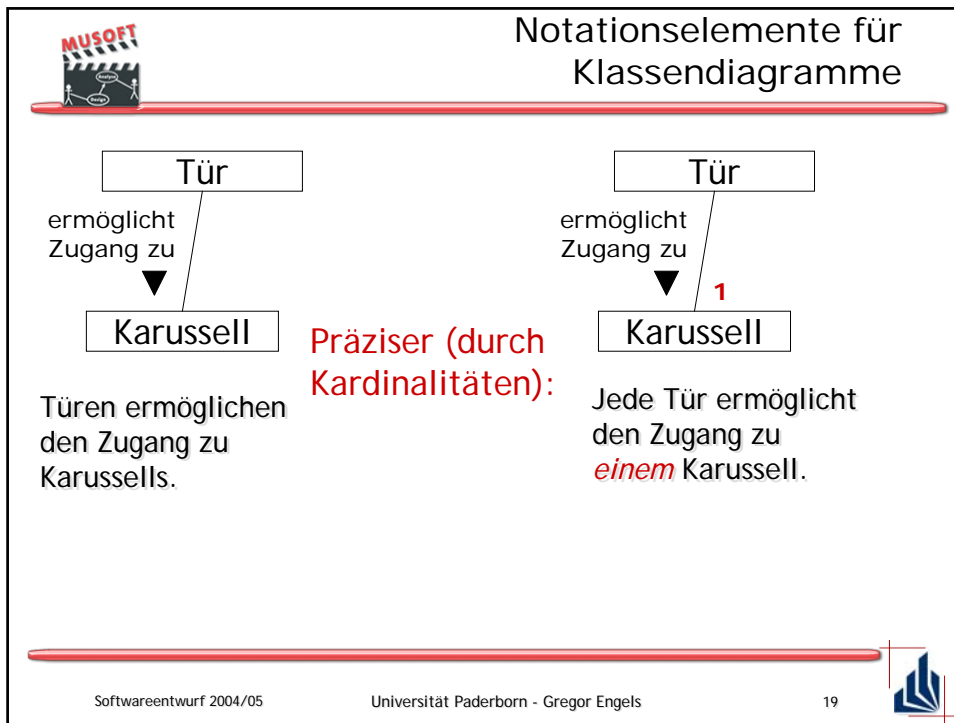 MUSOFT
Analyse
Design
Notationselemente für
Klassendiagramme
Tür
ermöglicht
Zugang zu
Karussell
Türen ermöglichen
den Zugang zu
Karussells.
Präziser (durch
Kardinalitäten):
Tür
ermöglicht
Zugang zu
1
Karussell
Jede Tür ermöglicht
den Zugang zu
einem Karussell.
Softwareentwurf 2004/05
Universität Paderborn - Gregor Engels
19